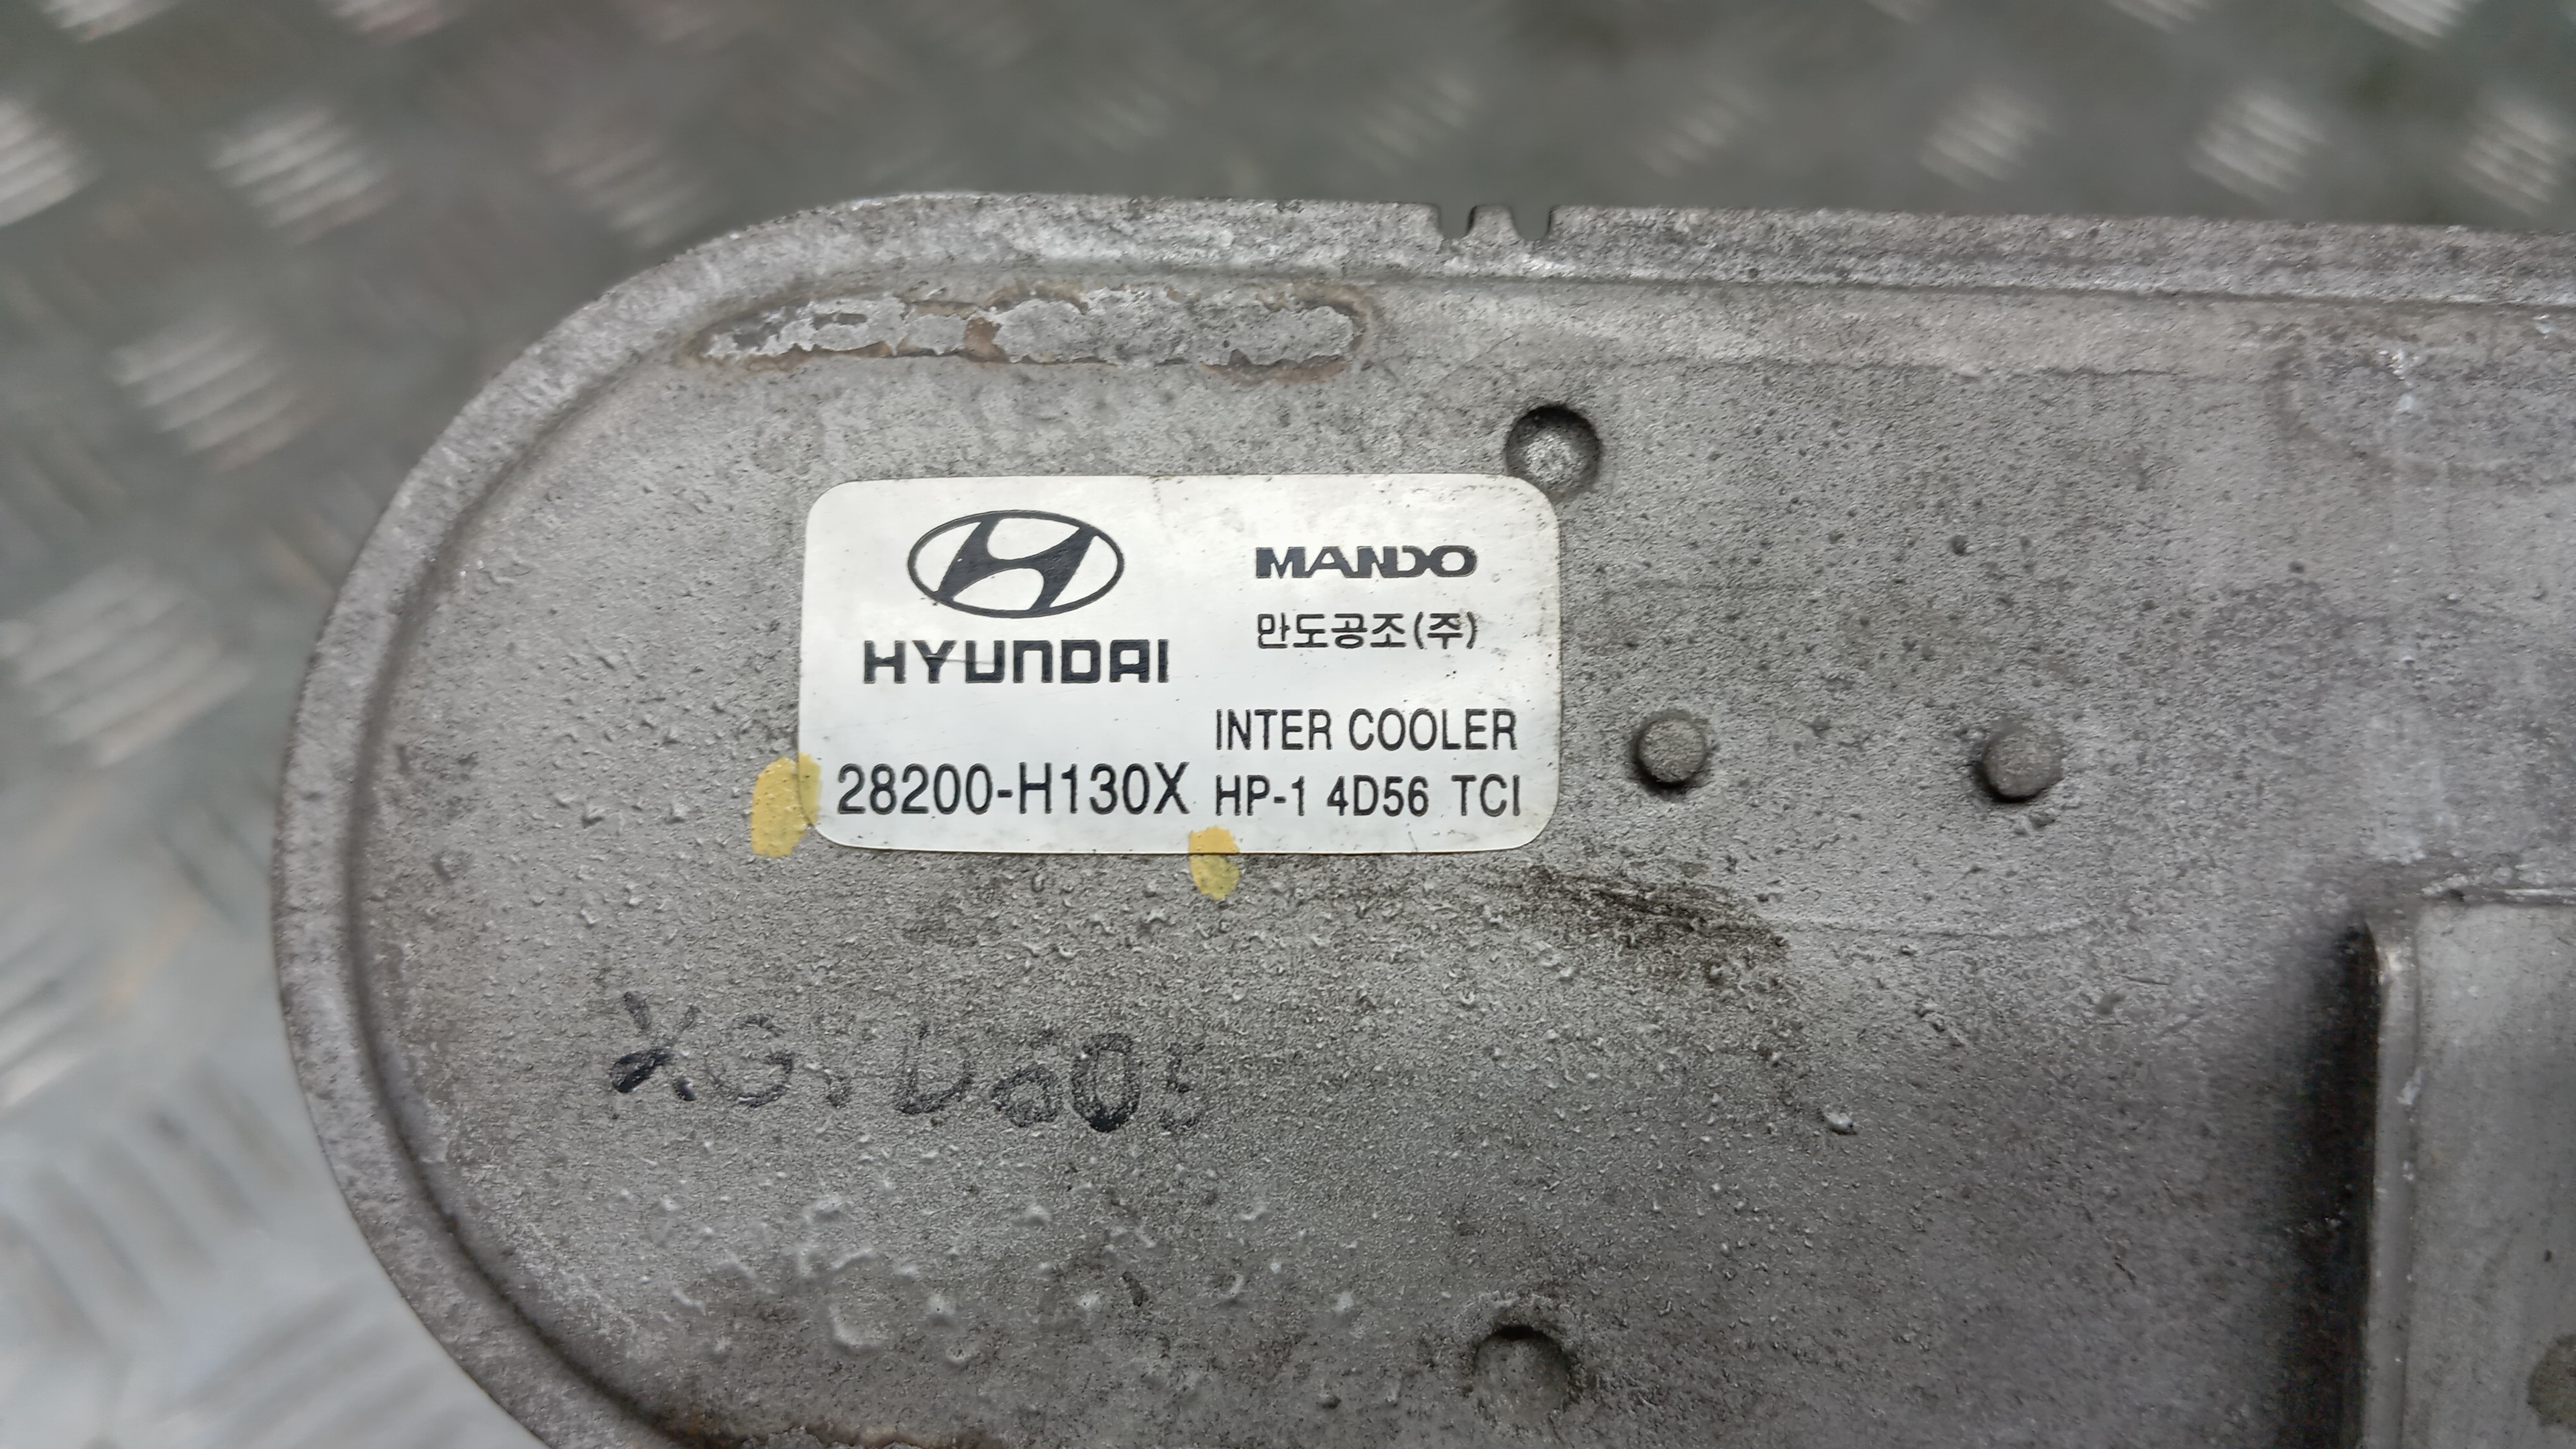 HYUNDAI
MANDO
만도공조(주)
INTER COOLER
28200-H130X HP-1 4D56 TCI